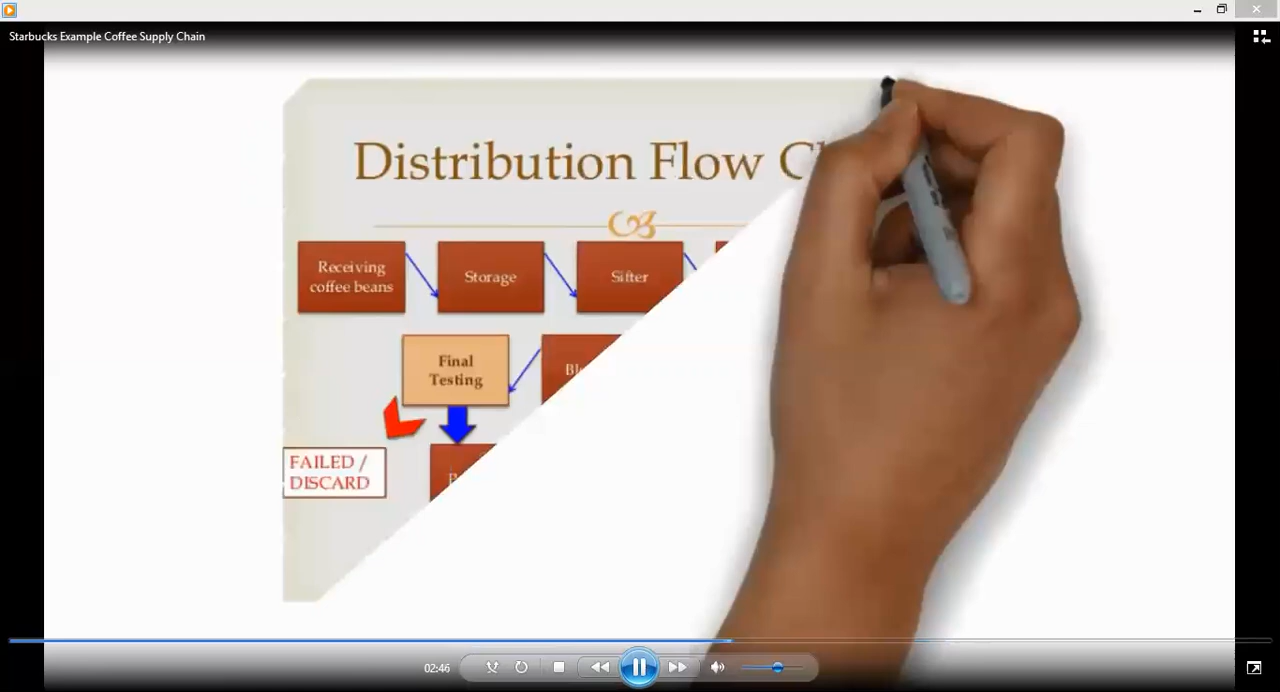 Starbucks Example Coffee Supply Chain
Distribution Flow
Receiving
coffee beans
Storage
Sifter
Final
Testing
FAILED /
DISCARD
02:46